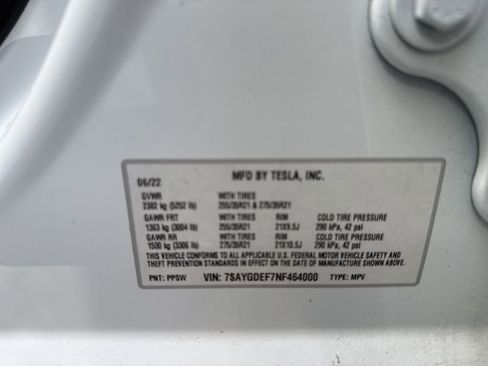 06/22 MFD BY TESLA, INC.
GVWR WITH TIRES
2382 kg (5252 lb) 255/35R21 & 275/35R21
GAWR FRT WITH TIRES RIM COLD TIRE PRESSURE
1363 kg (3004 lb) 255/35R21 21X9.5J 290 kPa, 42 psi
GAWR RR WITH TIRES RIM COLD TIRE PRESSURE
1500 kg (3306 lb) 275/35R21 21X10.5J 290 kPa, 42 psi
THIS VEHICLE CONFORMS TO ALL APPLICABLE U.S. FEDERAL MOTOR VEHICLE SAFETY AND
THEFT PREVENTION STANDARDS IN EFFECT ON THE DATE OF MANUFACTURE SHOWN ABOVE.
PNT: PPSW VIN: 7SAYGDEF7NF464000 TYPE: MPV